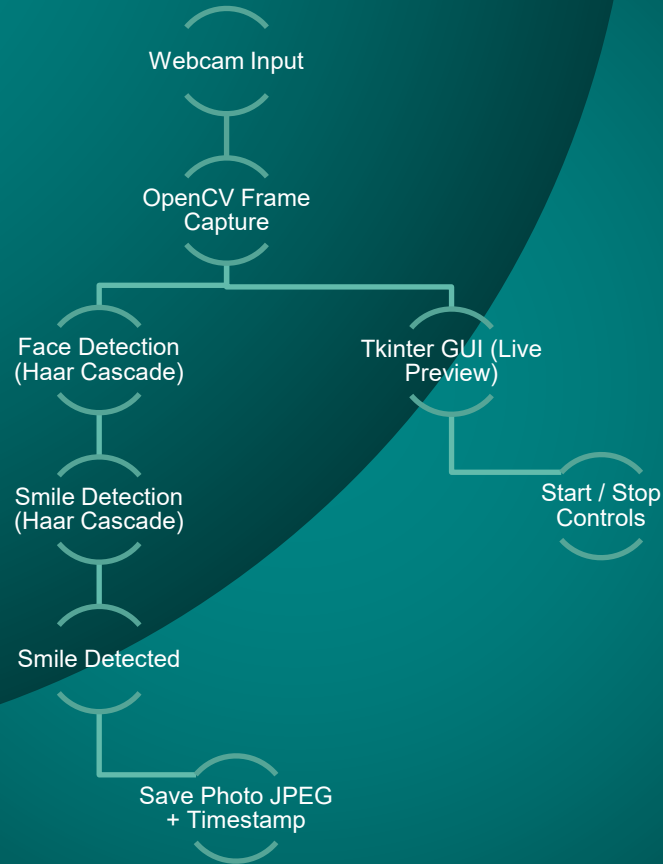 Webcam Input
OpenCV Frame
Capture
Face Detection
(Haar Cascade)
Tkinter GUI (Live
Preview)
Smile Detection
(Haar Cascade)
Start / Stop
Controls
Smile Detected
Save Photo JPEG
+ Timestamp